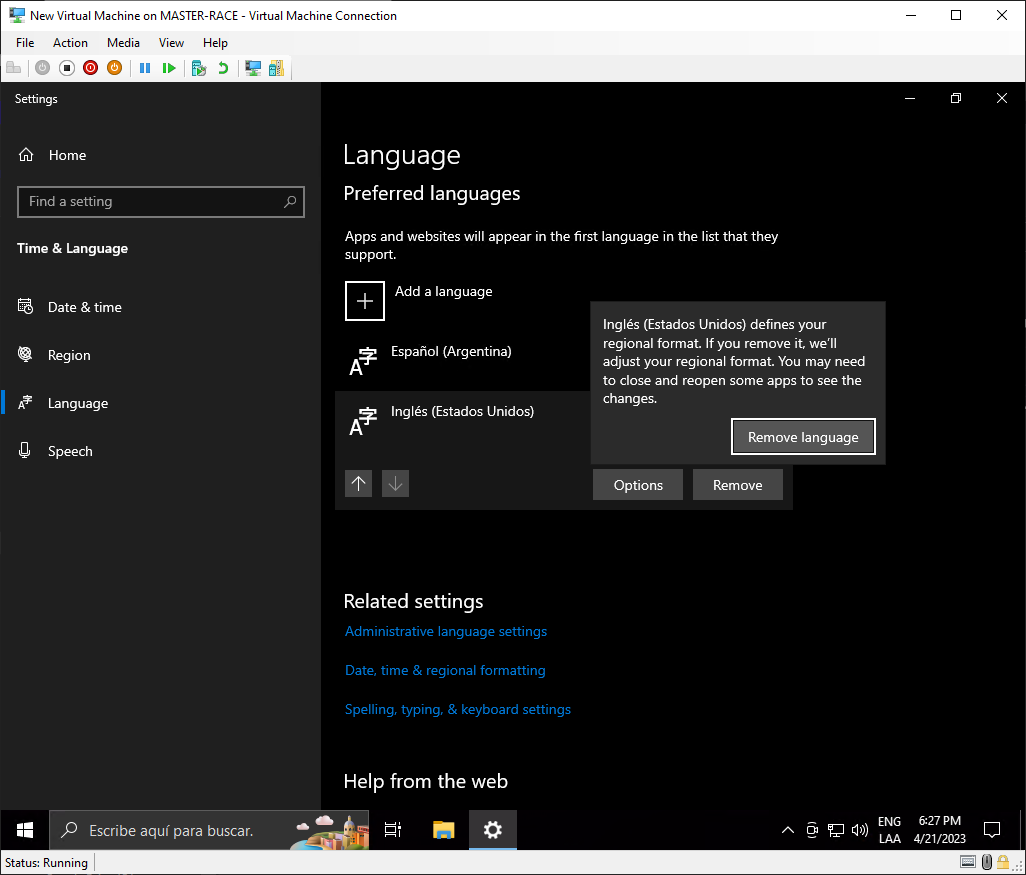 New Virtual Machine on MASTER-RACE - Virtual Machine Connection
File Action Media View Help
Settings
Home
Find a setting
Time & Language
Date & time
Region
Language
Speech
Language
Preferred languages
Apps and websites will appear in the first language in the list that they
support.
Add a language
Español (Argentina)
Inglés (Estados Unidos)
Inglés (Estados Unidos) defines your
regional format. If you remove it, we'll
adjust your regional format. You may need
to close and reopen some apps to see the
changes.
Remove language
Options Remove
Related settings
Administrative language settings
Date, time & regional formatting
Spelling, typing, & keyboard settings
Help from the web
Escribe aquí para buscar.
ENG
LAA
6:27 PM
4/21/2023
Status: Running